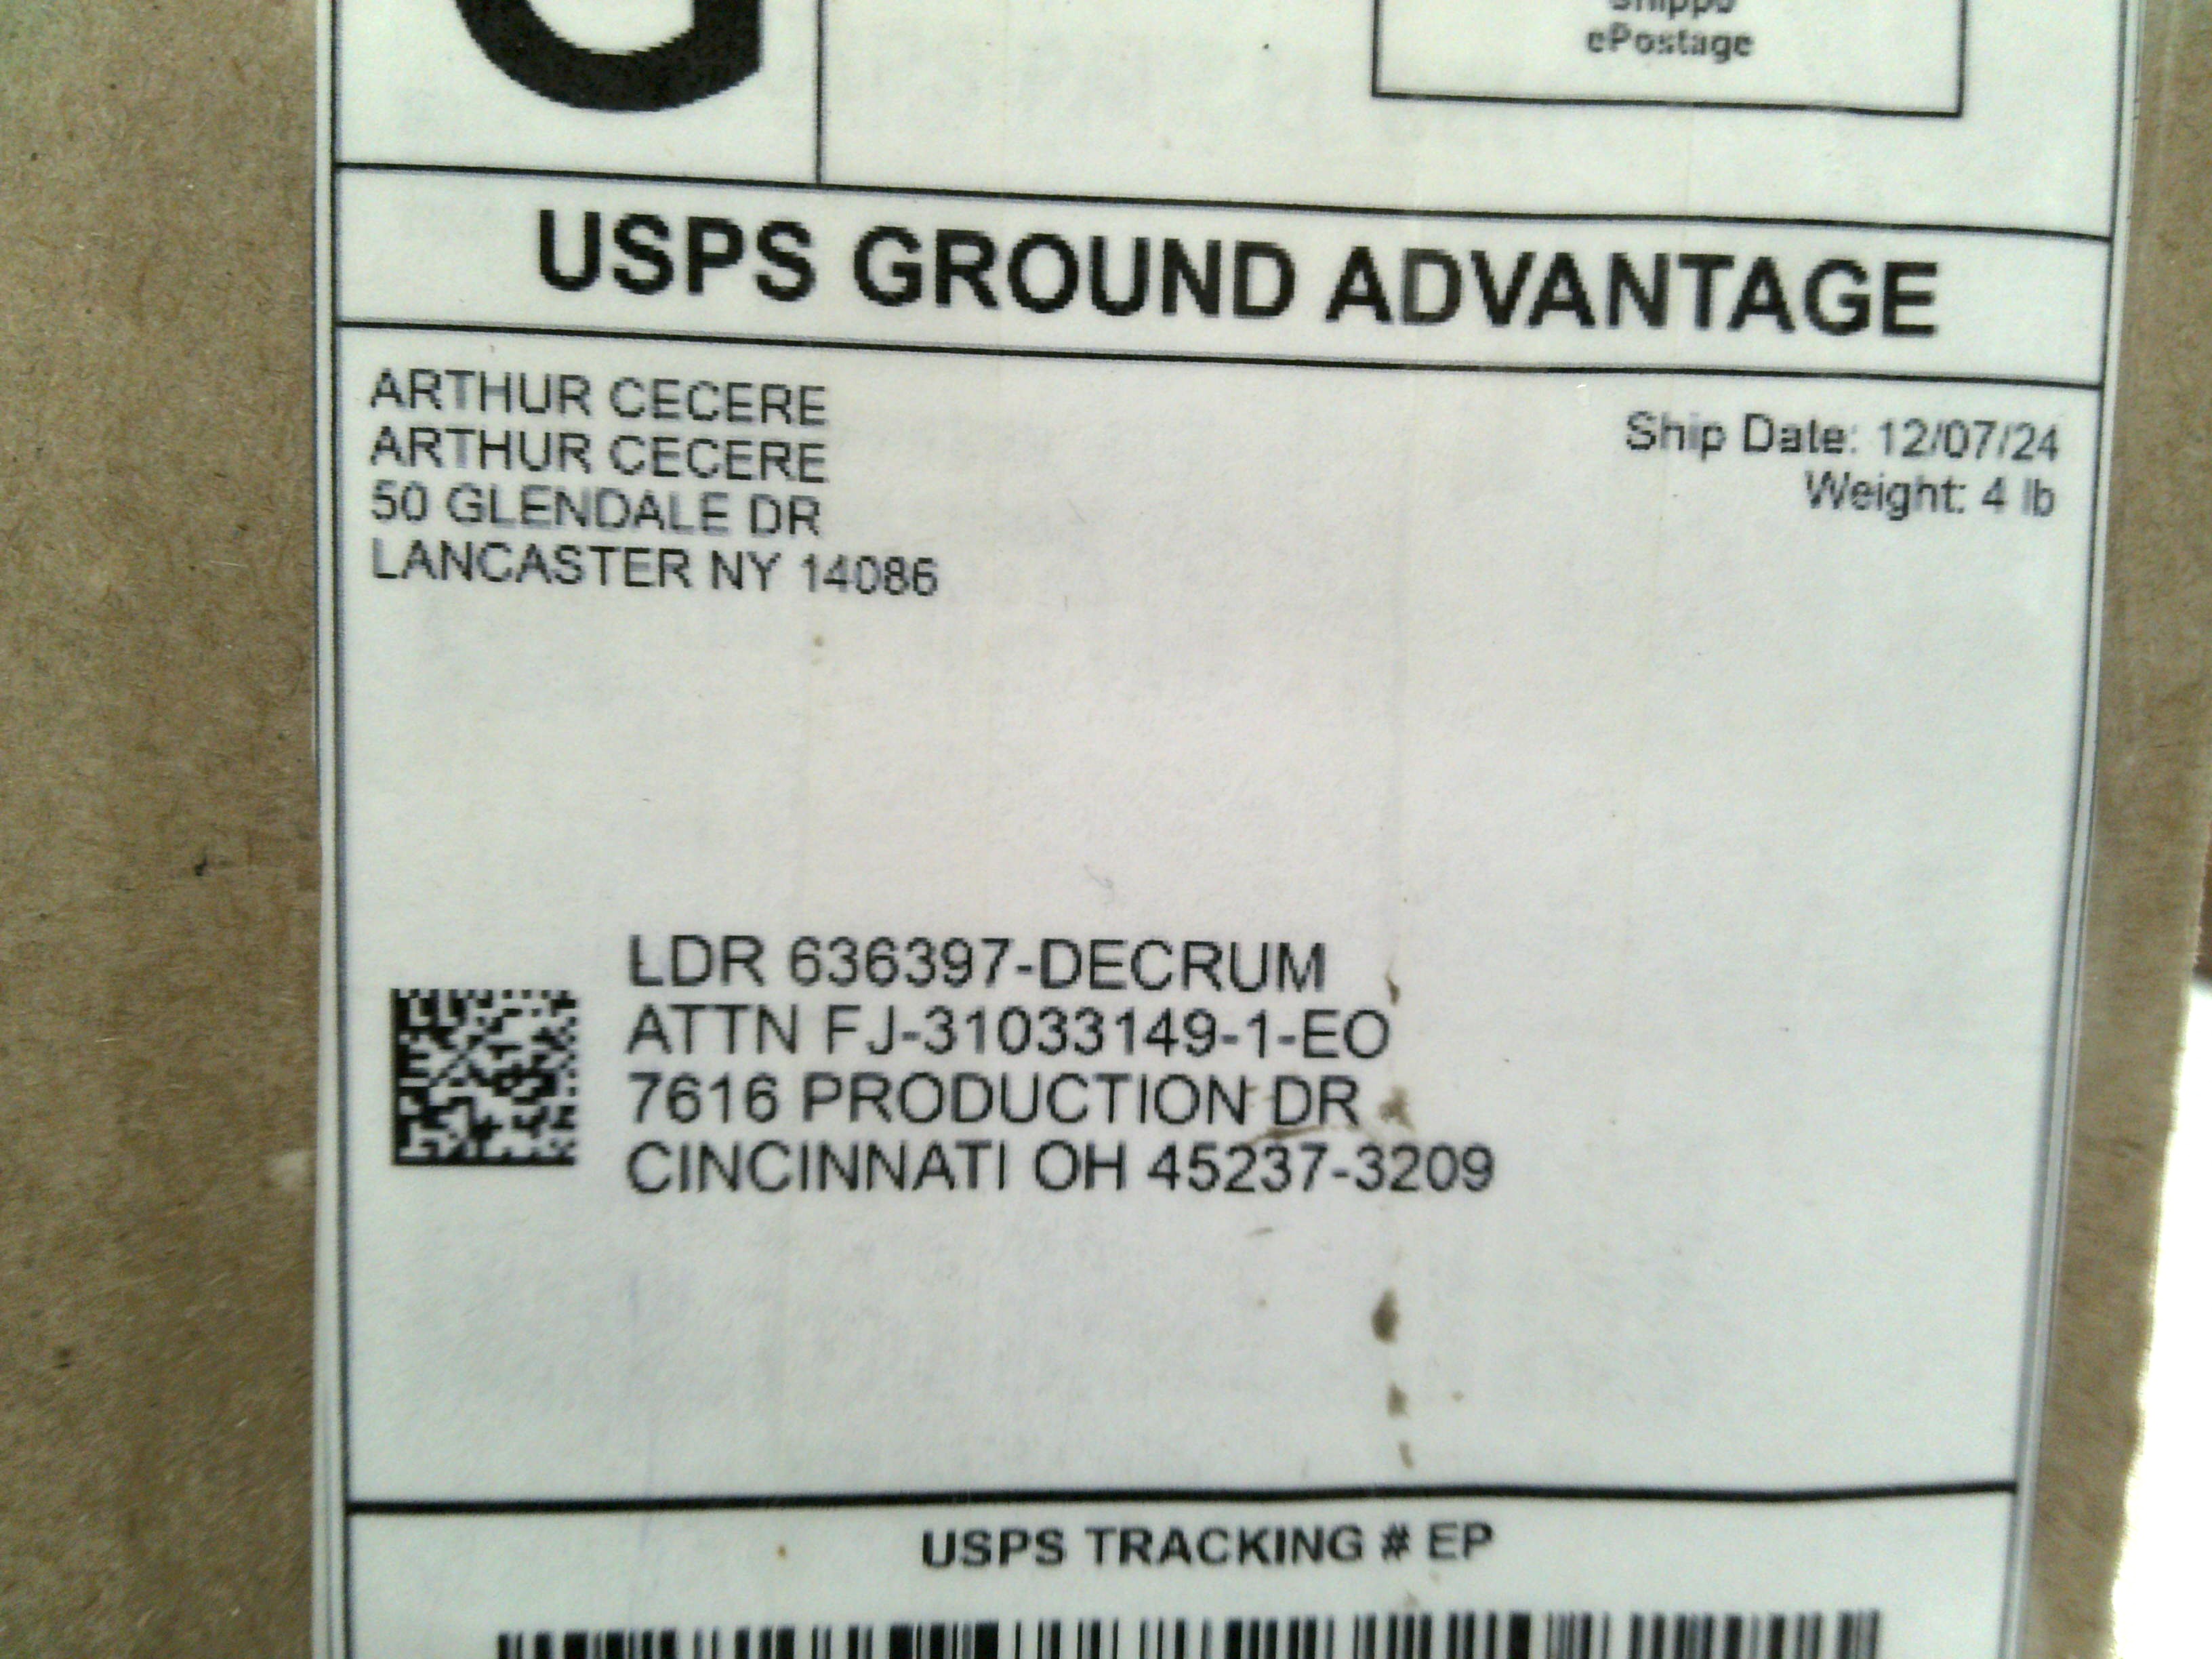 G
Shippo
ePostage
USPS GROUND ADVANTAGE
ARTHUR CECERE
ARTHUR CECERE
50 GLENDALE DR
LANCASTER NY 14086
Ship Date: 12/07/24
Weight: 4 lb
LDR 636397-DECRUM
ATTN FJ-31033149-1-EO
7616 PRODUCTION DR
CINCINNATI OH 45237-3209
USPS TRACKING # EP